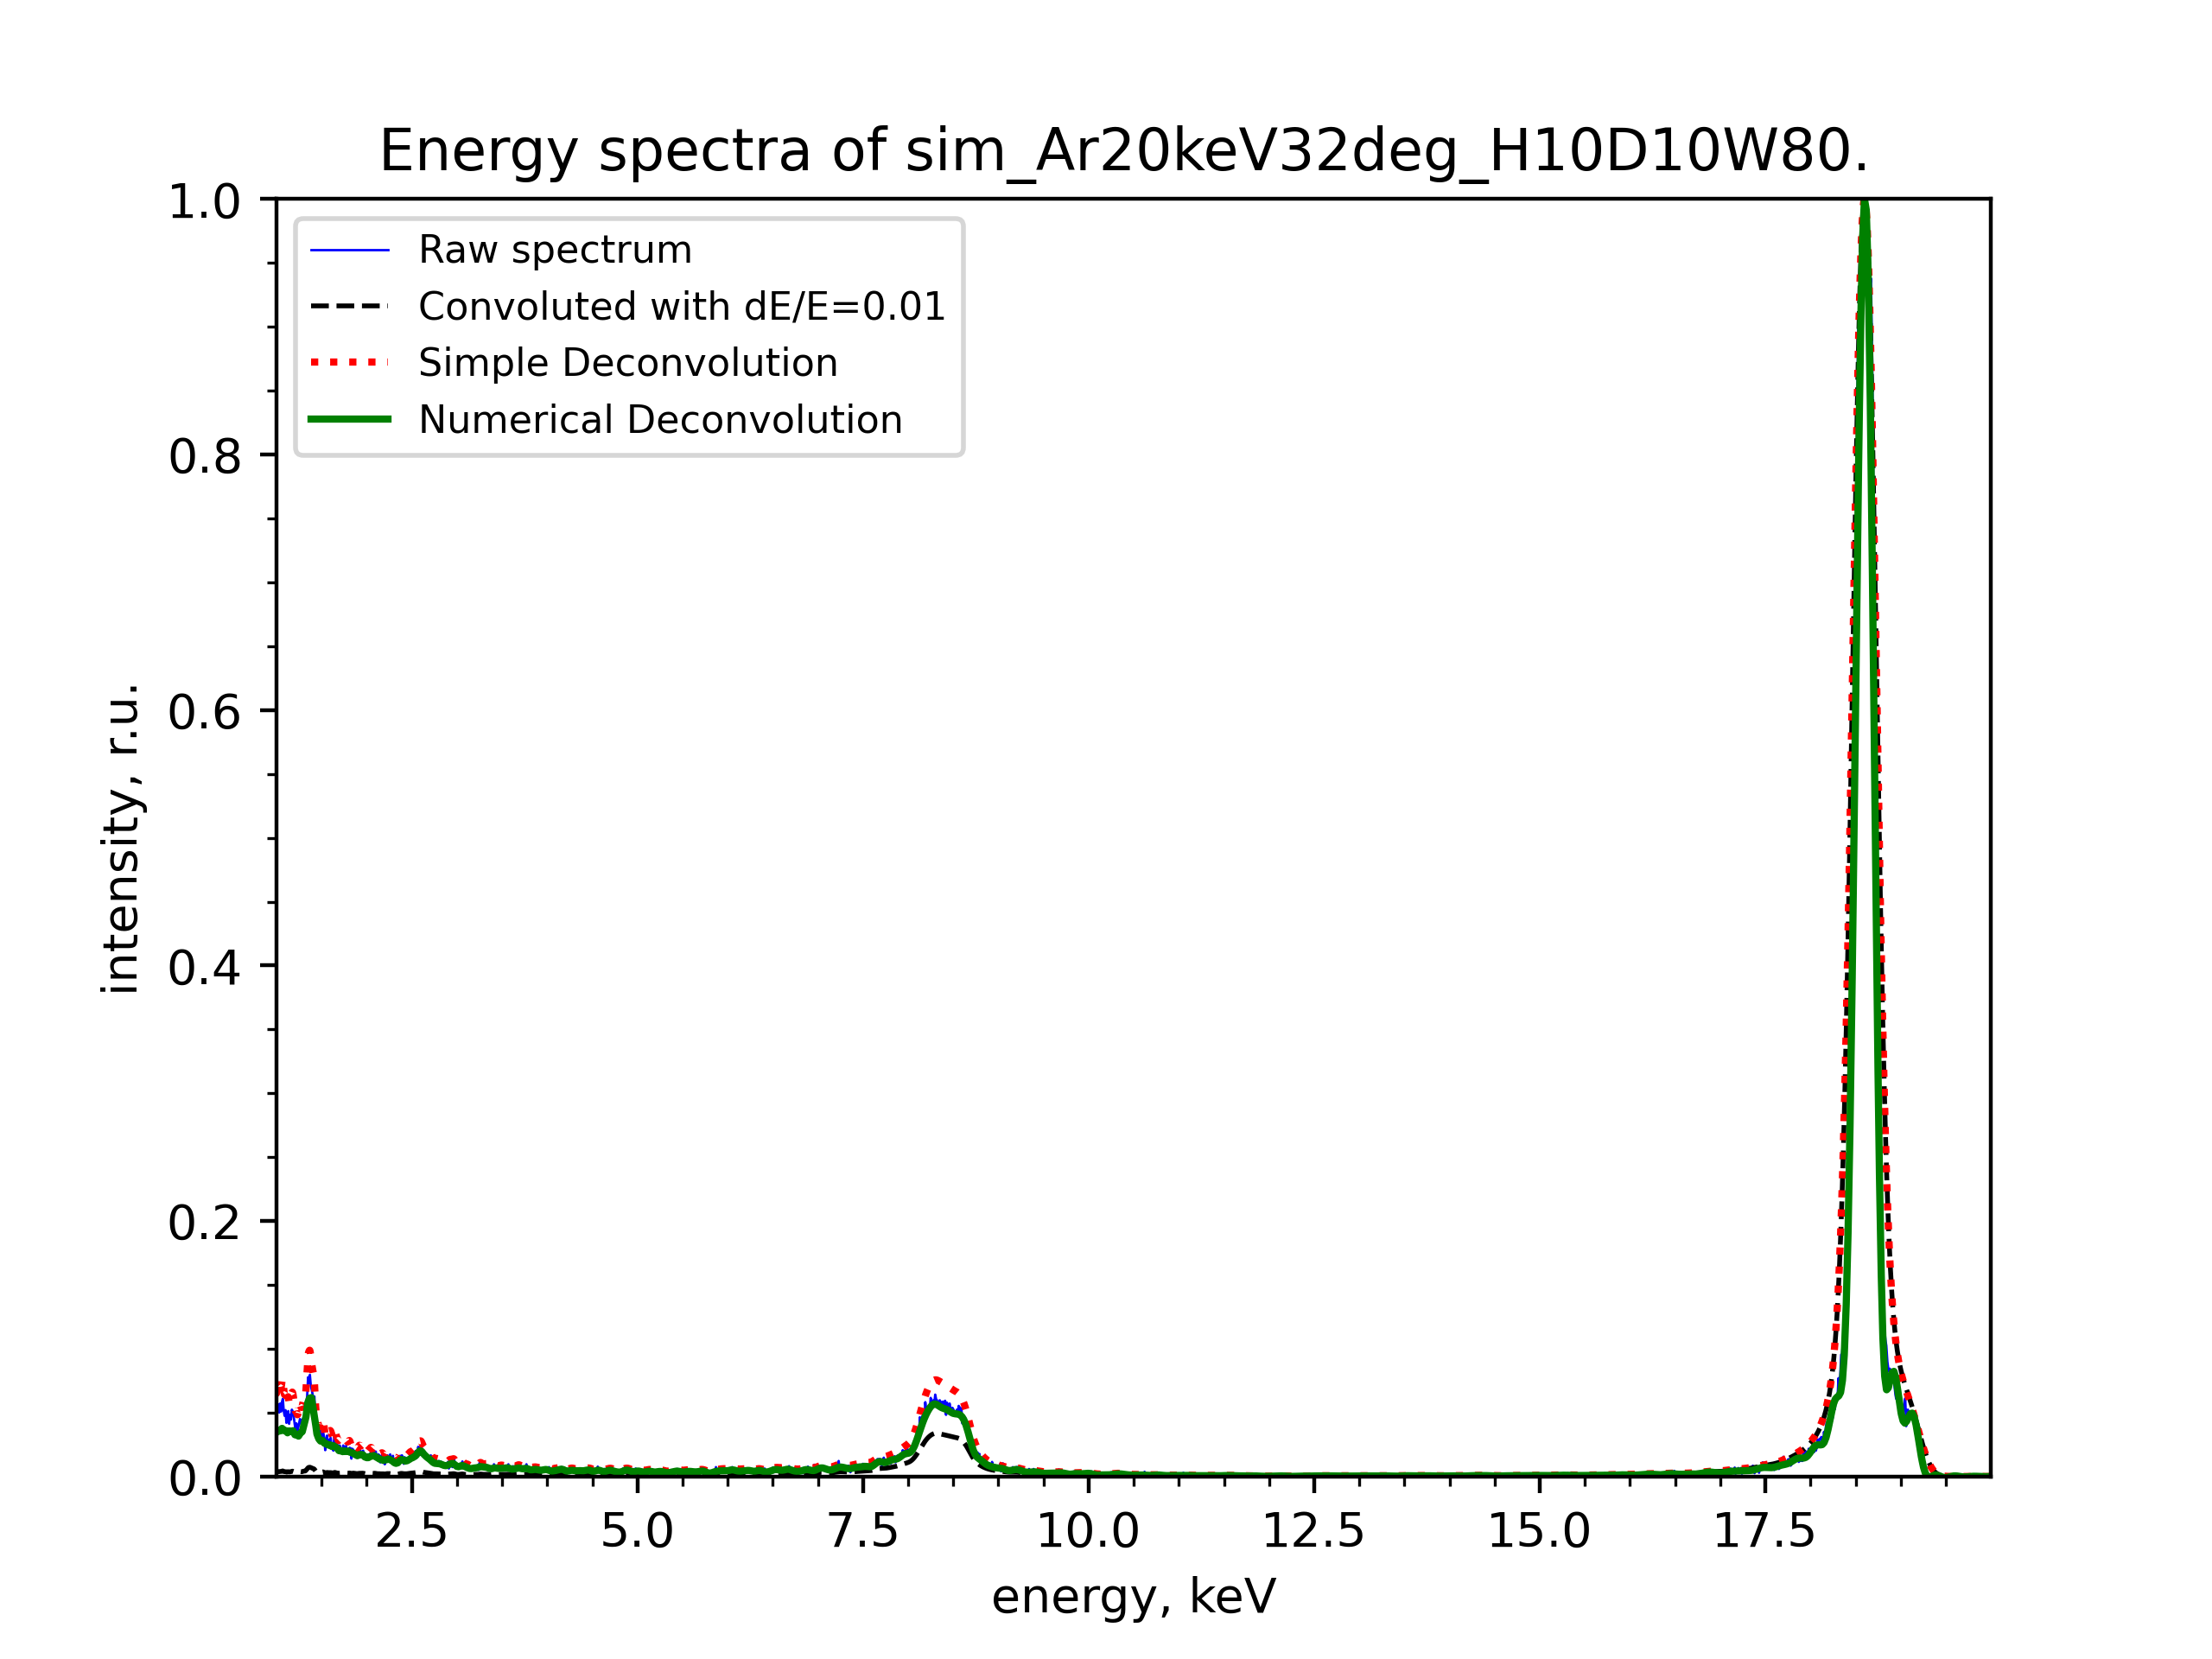 Energy spectra of sim_Ar20keV32deg_H10D10W80.
1.0
0.8
0.6
0.4
0.2
0.0
intensity, r.u.
Raw spectrum
Convoluted with dE/E=0.01
Simple Deconvolution
Numerical Deconvolution
2.5 5.0 7.5 10.0 12.5 15.0 17.5
energy, keV